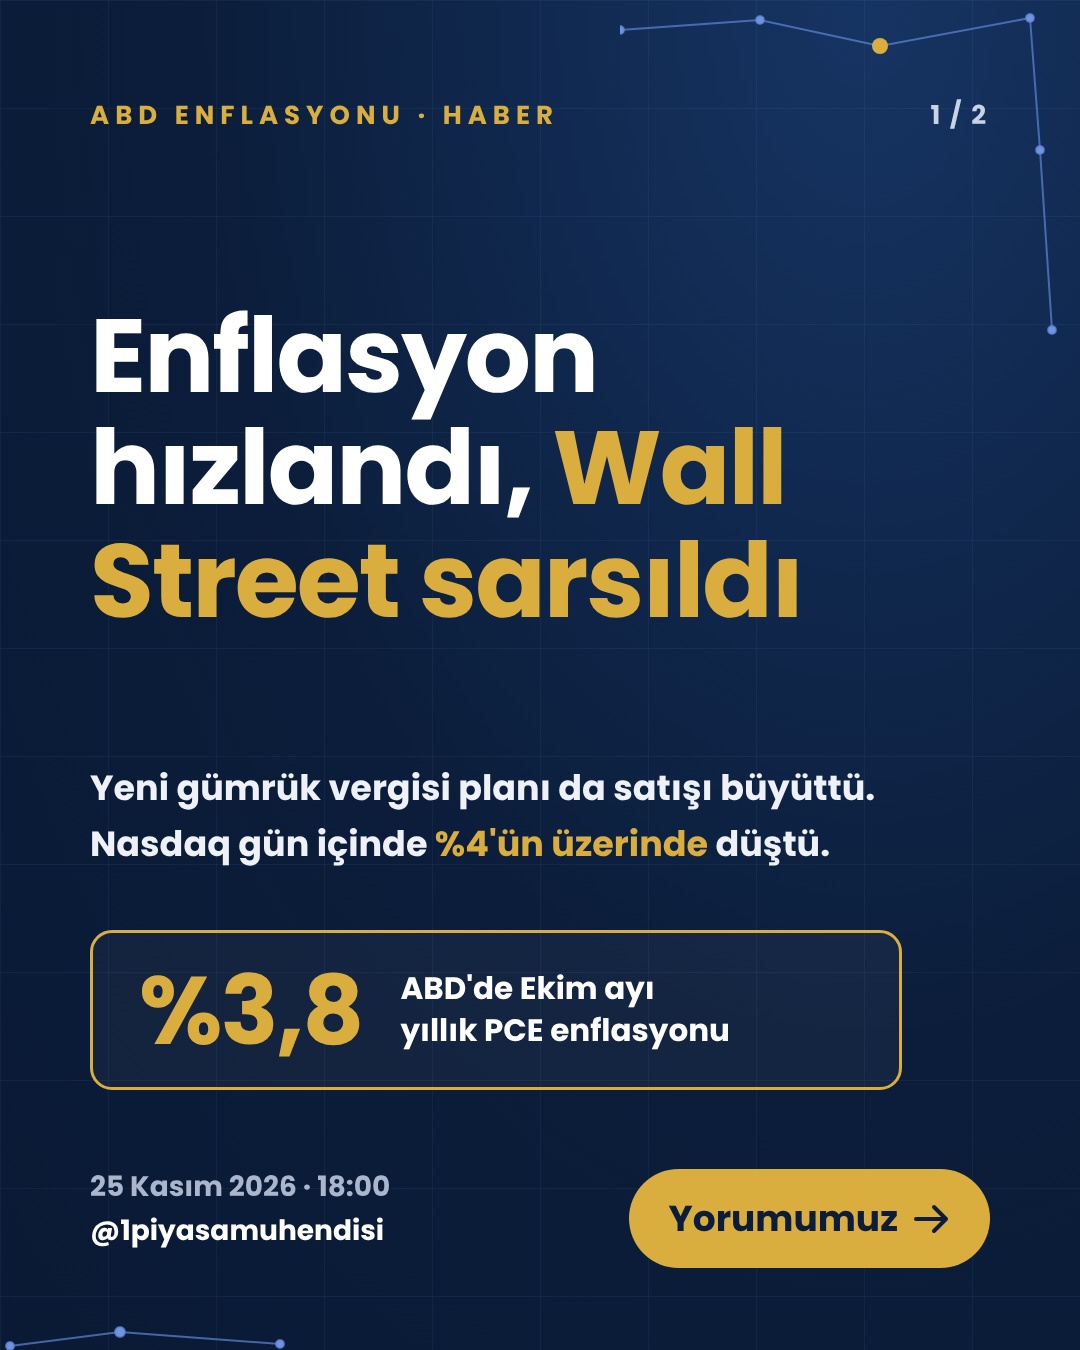 ABD ENFLASYONU · HABER
1 / 2
Enflasyon
hızlandı, Wall
Street sarsıldı
Yeni gümrük vergisi planı da satışı büyüttü.
Nasdaq gün içinde %4'ün üzerinde düştü.
%3,8
ABD'de Ekim ayı
yıllık PCE enflasyonu
25 Kasım 2026 · 18:00
@1piyasamuhendisi
Yorumumuz →